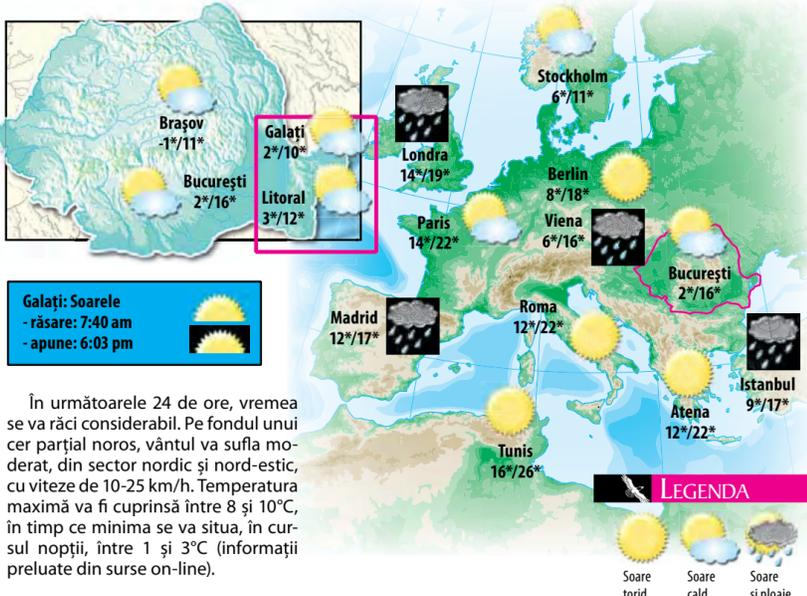 Brașov
-1*/11*
București
2*/16*
Galați
2*/10*
Litoral
3*/12*
Stockholm
6*/11*
Londra
14*/19*
Berlin
8*/18*
Paris
14*/22*
Viena
6*/16*
București
2*/16*
Madrid
12*/17*
Roma
12*/22*
Istanbul
9*/17*
Atena
12*/22*
Tunis
16*/26*
Galați: Soarele
- răsare: 7:40 am
- apune: 6:03 pm
În următoarele 24 de ore, vremea
se va răci considerabil. Pe fondul unui
cer parțial noros, vântul va sufla mo-
derat, din sector nordic și nord-estic,
cu viteze de 10-25 km/h. Temperatura
maximă va fi cuprinsă între 8 și 10°C,
în timp ce minima se va situa, în cur-
sul nopții, între 1 și 3°C (informații
preluate din surse on-line).
LEGENDA
Soare
torid
Soare
cald
Soare
și ploaie